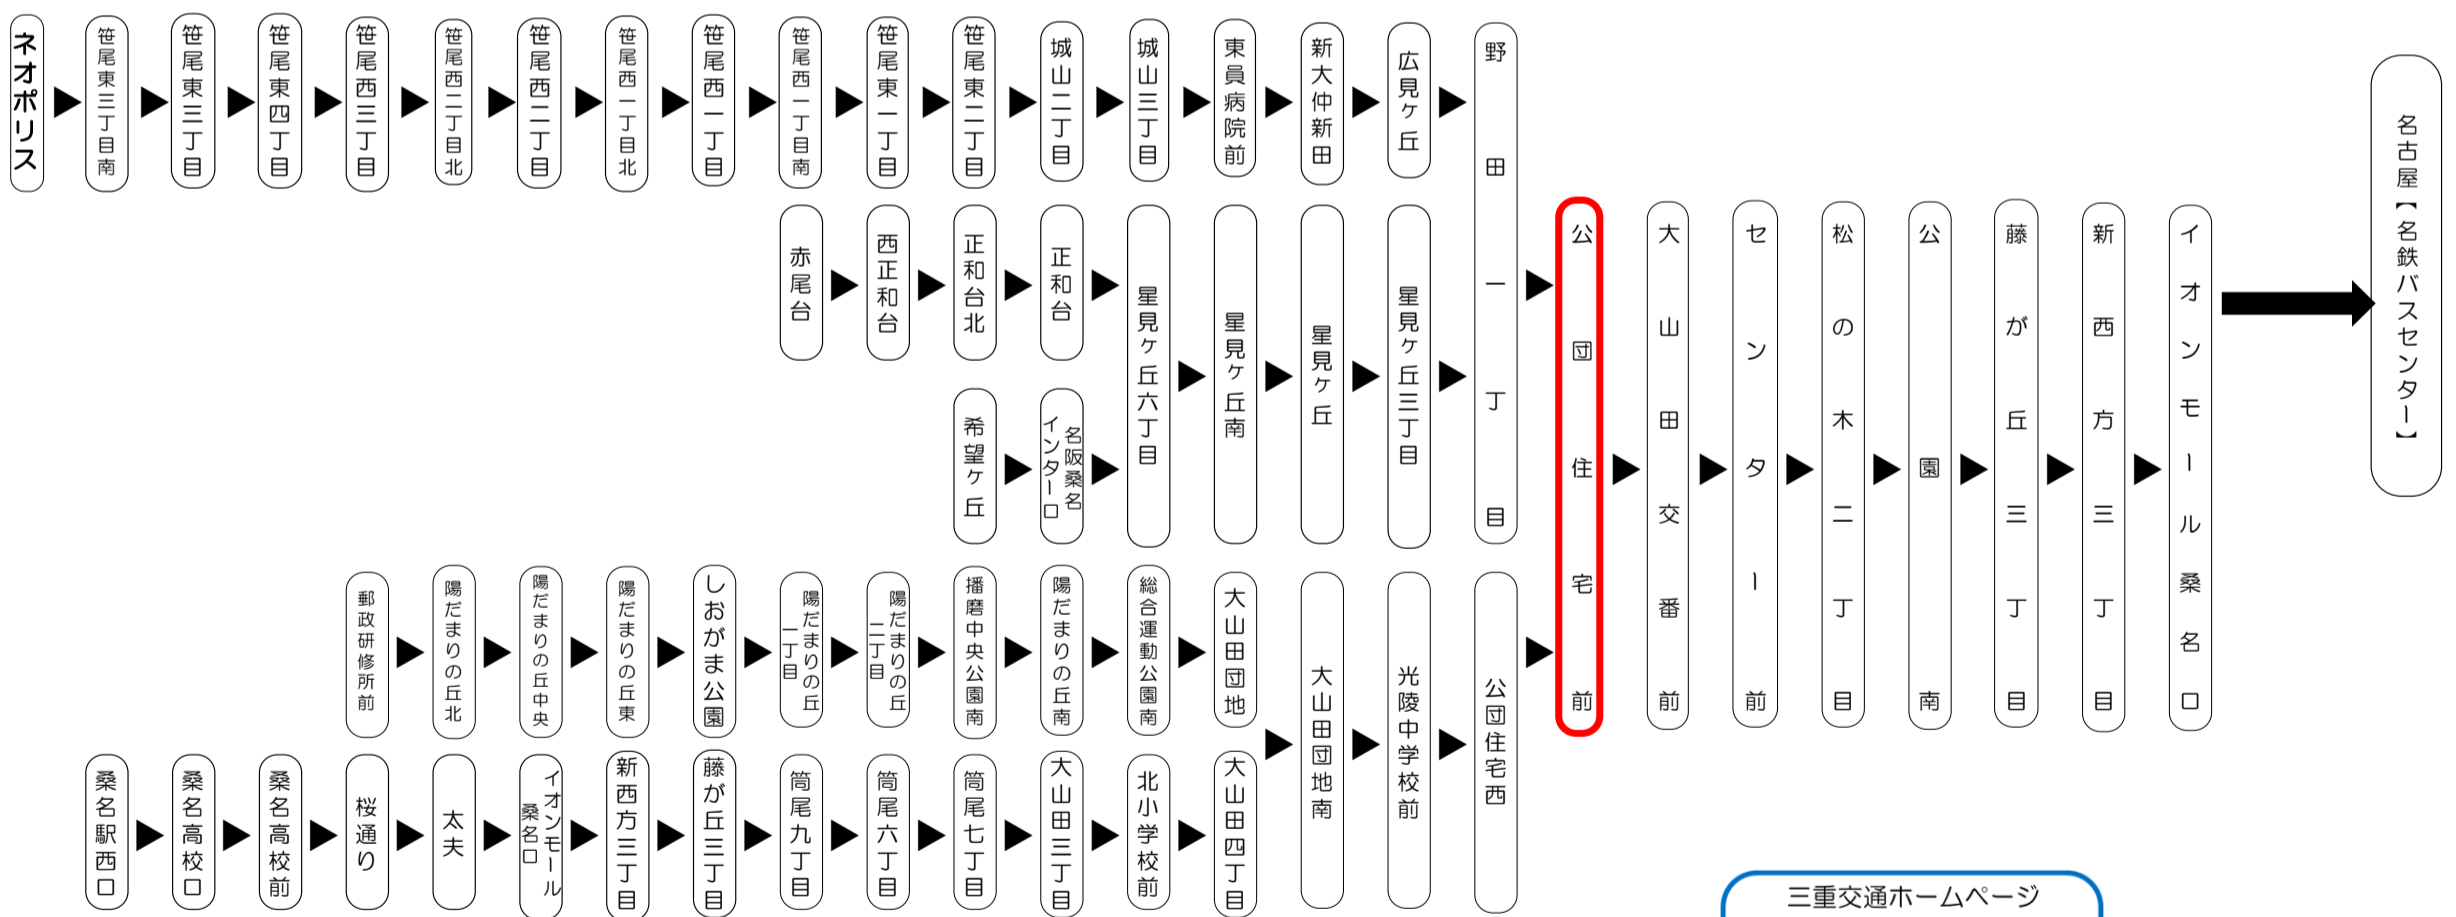 ネオポリス
笹尾東三丁目南
笹尾東三丁目
笹尾東四丁目
笹尾西三丁目
笹尾西二丁目北
笹尾西二丁目
笹尾西一丁目北
笹尾西一丁目
笹尾西一丁目南
笹尾東一丁目
笹尾東二丁目
城山二丁目
城山三丁目
東員病院前
新大仲新田
広見ヶ丘
野田一丁目
赤尾台
西正和台
正和台北
正和台
希望ヶ丘
名阪桑名
インター口
星見ヶ丘六丁目
星見ヶ丘南
星見ヶ丘
星見ヶ丘三丁目
郵政研修所前
陽だまりの丘北
陽だまりの丘中央
陽だまりの丘東
しおがま公園
陽だまりの丘
一丁目
陽だまりの丘
二丁目
播磨中央公園南
陽だまりの丘南
総合運動公園南
大山田団地
桑名駅西口
桑名高校口
桑名高校前
桜通り
太夫
イオンモール
桑名口
新西方三丁目
藤が丘三丁目
筒尾九丁目
筒尾六丁目
筒尾七丁目
大山田三丁目
北小学校前
大山田四丁目
大山田団地南
光陵中学校前
公団住宅西
公団住宅前
大山田交番前
センター前
松の木二丁目
公園南
藤が丘三丁目
新西方三丁目
イオンモール桑名口
名古屋【名鉄バスセンター】
三重交通ホームページ